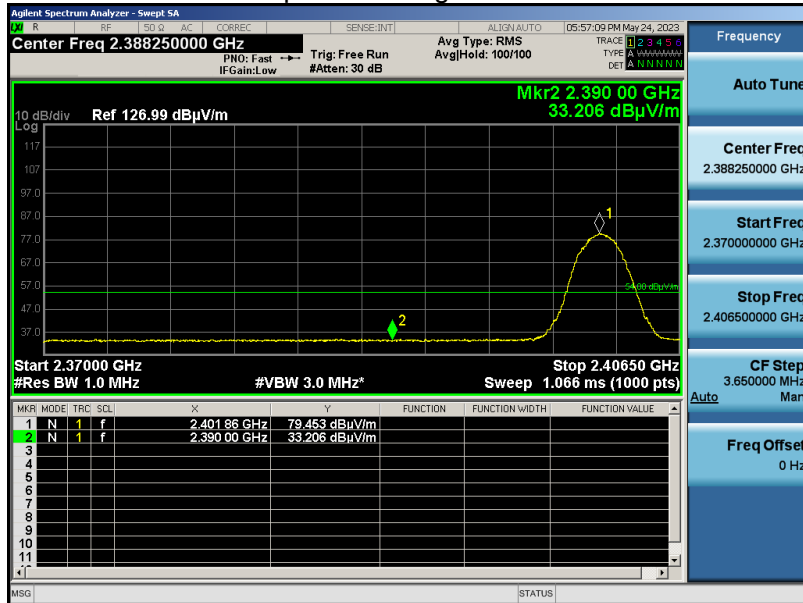 Agilent Spectrum Analyzer - Swept SA
LXI R RF 50 Ω AC CORREC SENSE:INT ALIGN AUTO 05:57:09 PM May 24, 2023
Center Freq 2.388250000 GHz
PNO: Fast
IFGain:Low
Trig: Free Run
#Atten: 30 dB
Avg Type: RMS
Avg|Hold: 100/100
TRACE 1 2 3 4 5 6
TYPE A
DET A N N N N N
Mkr2 2.390 00 GHz
33.206 dBµV/m
10 dB/div Ref 126.99 dBµV/m
Log
117
107
97.0
87.0
77.0
67.0
57.0
47.0
37.0
1
54.00 dBµV/m
2
Start 2.37000 GHz Stop 2.40650 GHz
#Res BW 1.0 MHz #VBW 3.0 MHz* Sweep 1.066 ms (1000 pts)
MKR MODE TRC SCL X Y FUNCTION FUNCTION WIDTH FUNCTION VALUE
1 N 1 f 2.401 86 GHz 79.453 dBµV/m
2 N 1 f 2.390 00 GHz 33.206 dBµV/m
3
4
5
6
7
8
9
10
11
MSG STATUS
Frequency
Auto Tune
Center Freq
2.388250000 GHz
Start Freq
2.370000000 GHz
Stop Freq
2.406500000 GHz
CF Step
3.650000 MHz
Auto Man
Freq Offset
0 Hz